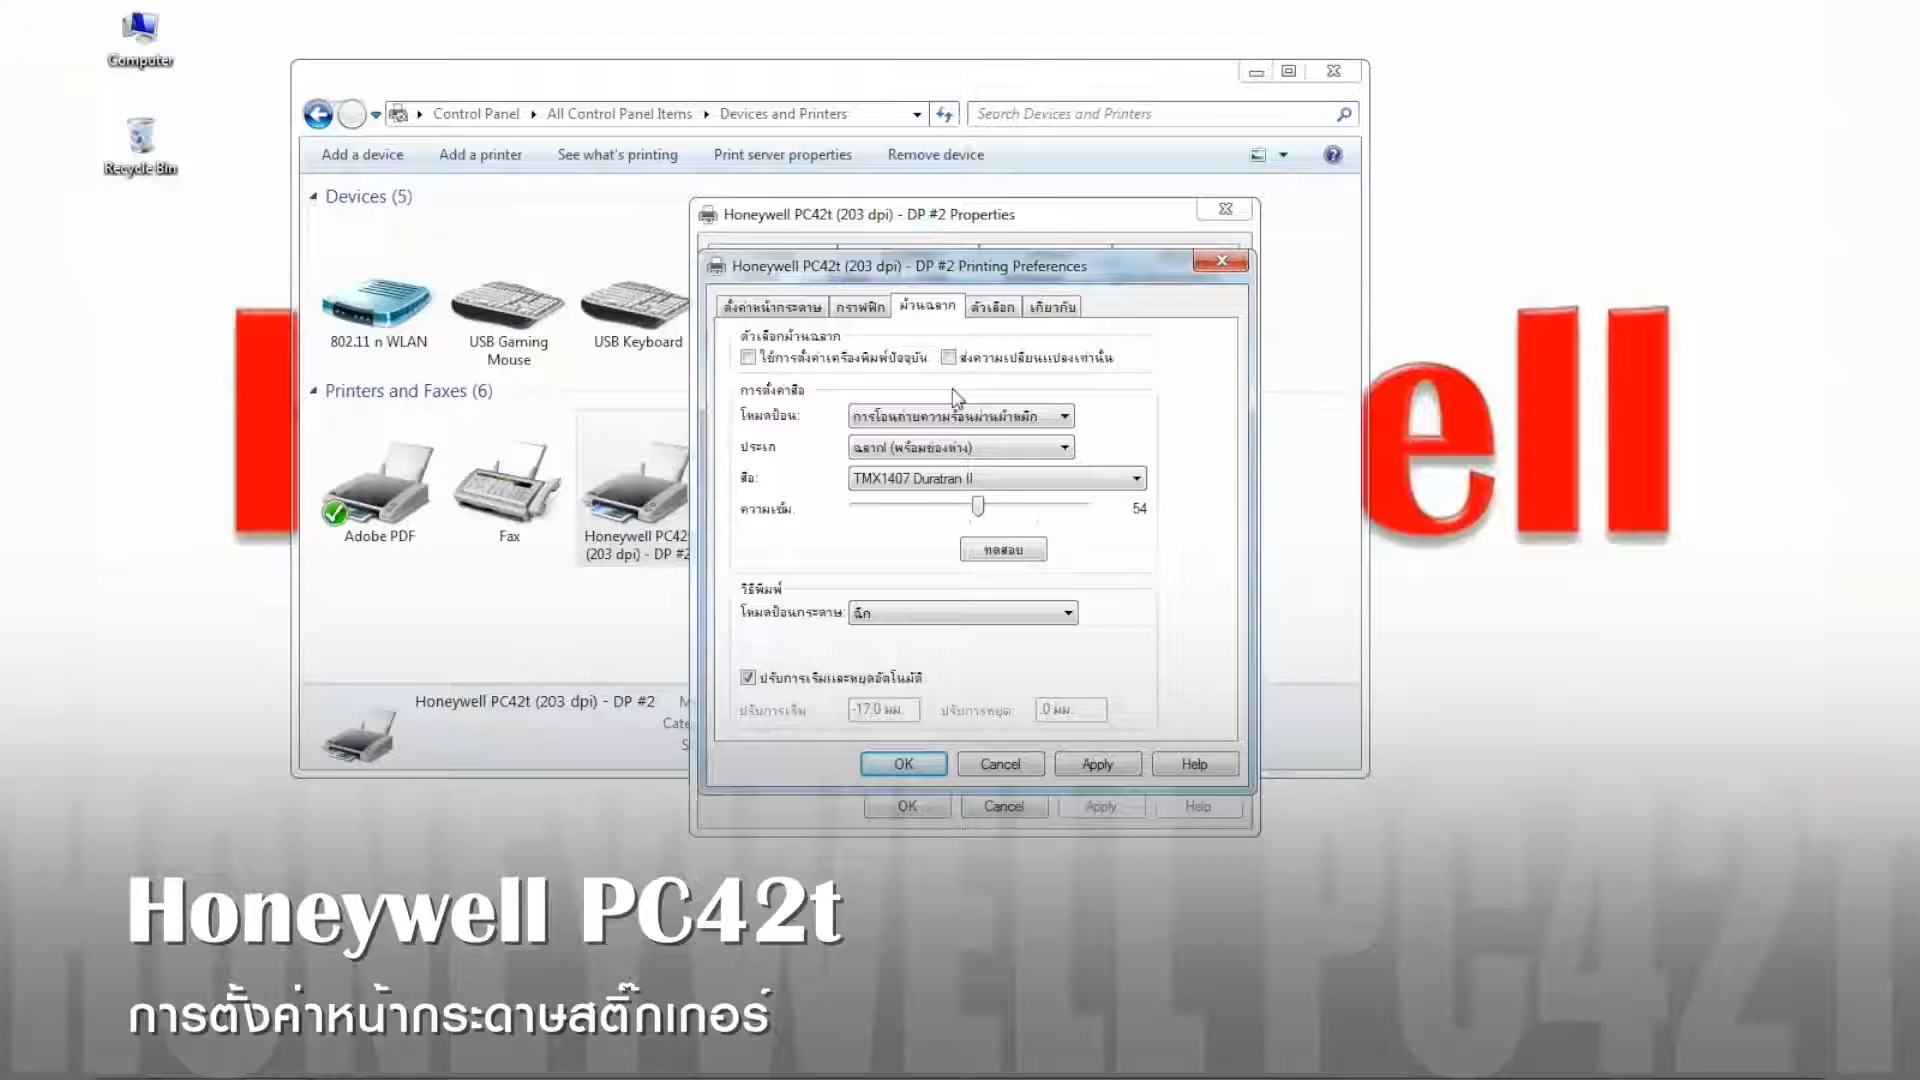 Computer
Recycle Bin
Control Panel
All Control Panel Items
Devices and Printers
Search Devices and Printers
Add a device
Add a printer
See what's printing
Print server properties
Remove device
Devices (5)
802.11 n WLAN
USB Gaming
Mouse
USB Keyboard
Printers and Faxes (6)
Adobe PDF
Fax
Honeywell PC42t
(203 dpi) - DP #2
Honeywell PC42t (203 dpi) - DP #2
Honeywell PC42t (203 dpi) - DP #2 Properties
Honeywell PC42t (203 dpi) - DP #2 Printing Preferences
ตั้งค่าหน้ากระดาษ
กราฟฟิก
ม้วนฉลาก
ตัวเลือก
เกี่ยวกับ
ตัวเลือกม้วนฉลาก
ใช้การตั้งค่าเครื่องพิมพ์ปัจจุบัน
ส่งความเปลี่ยนแปลงเท่านั้น
การตั้งค่าสื่อ
โหมดป้อน:
การโอนถ่ายความร้อนผ่านผ้าหมึก
ประเภ
ฉลากl (พร้อมช่องห่าง)
สื่อ:
TMX1407 Duratran II
ความเข้ม:
54
ทดสอบ
วิธีพิมพ์
โหมดป้อนกระดาษ:
ฉีก
ปรับการเริ่มและหยุดอัตโนมัติ
ปรับการเริ่ม
-17.0 มม.
ปรับการหยุด:
.0 มม.
OK
Cancel
Apply
Help
OK
Cancel
Apply
Help
Honeywell PC42t
การตั้งค่าหน้ากระดาษสติ๊กเกอร์
HONEYWELL PC42T